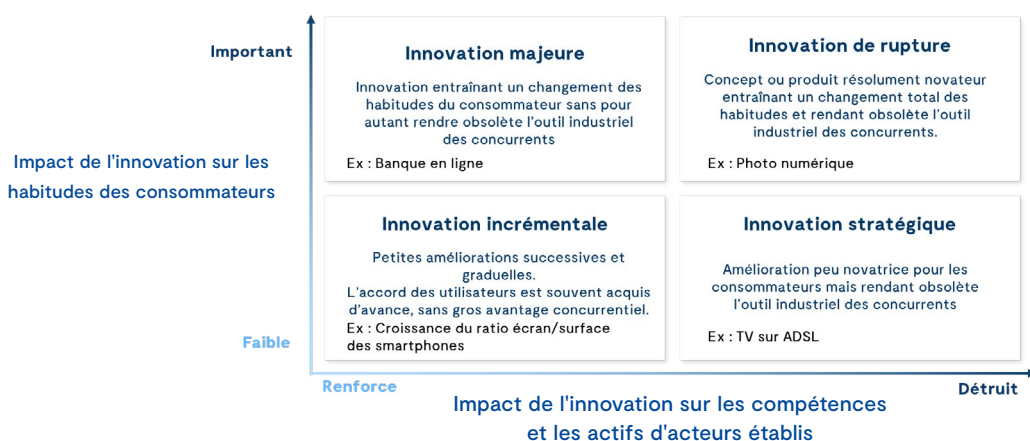 Important
Innovation majeure
Innovation entraînant un changement des
habitudes du consommateur sans pour
autant rendre obsolète l'outil industriel
des concurrents
Ex : Banque en ligne
Innovation de rupture
Concept ou produit résolument novateur
entraînant un changement total des
habitudes et rendant obsolète l'outil
industriel des concurrents.
Ex : Photo numérique
Impact de l'innovation sur les
habitudes des consommateurs
Innovation incrémentale
Petites améliorations successives et
graduelles.
L'accord des utilisateurs est souvent acquis
d'avance, sans gros avantage concurrentiel.
Ex : Croissance du ratio écran/surface
des smartphones
Innovation stratégique
Amélioration peu novatrice pour les
consommateurs mais rendant obsolète
l'outil industriel des concurrents
Ex : TV sur ADSL
Faible
Renforce
Détruit
Impact de l'innovation sur les compétences
et les actifs d'acteurs établis